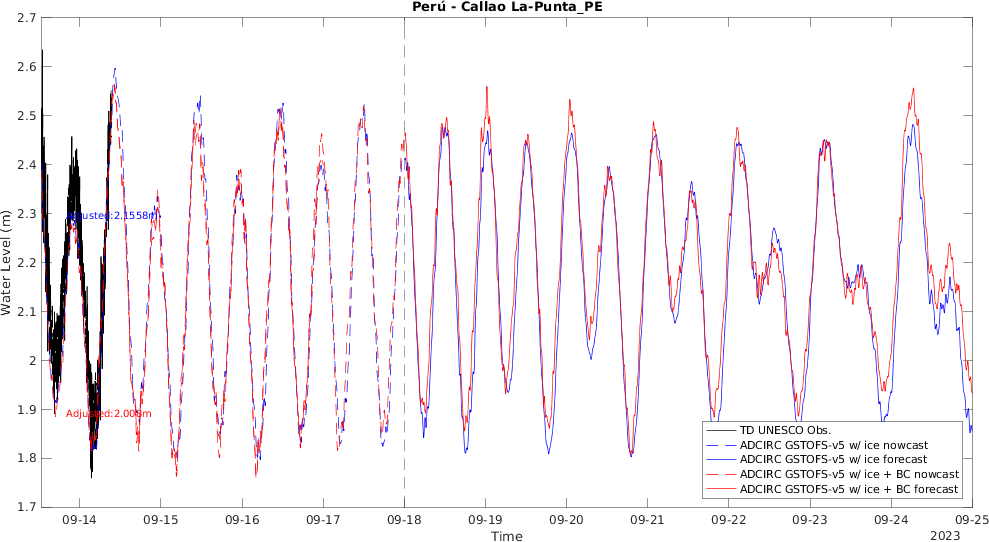 Perú - Callao La-Punta_PE
2.7
2.6
2.5
2.4
2.3
2.2
2.1
2
1.9
1.8
1.7
Water Level (m)
Adjusted:2.1558m
Adjusted:2.008m
TD UNESCO Obs.
ADCIRC GSTOFS-v5 w/ ice nowcast
ADCIRC GSTOFS-v5 w/ ice forecast
ADCIRC GSTOFS-v5 w/ ice + BC nowcast
ADCIRC GSTOFS-v5 w/ ice + BC forecast
09-14 09-15 09-16 09-17 09-18 09-19 09-20 09-21 09-22 09-23 09-24 09-25
Time
2023